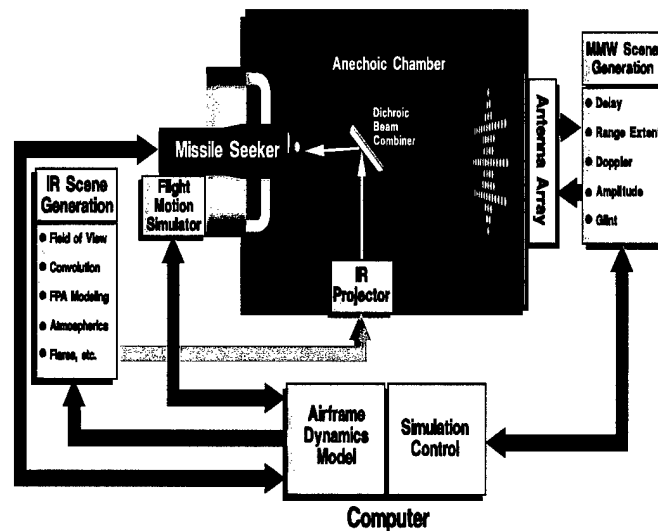 Anechoic Chamber
Dichroic
Beam
Combiner
Missile Seeker
Flight
Motion
Simulator
IR Scene
Generation
Field of View
Convolution
FPA Modeling
Atmospherics
Flares, etc.
IR
Projector
Antenna Array
MMW Scene
Generation
Delay
Range Extent
Doppler
Amplitude
Glint
Airframe
Dynamics
Model
Simulation
Control
Computer